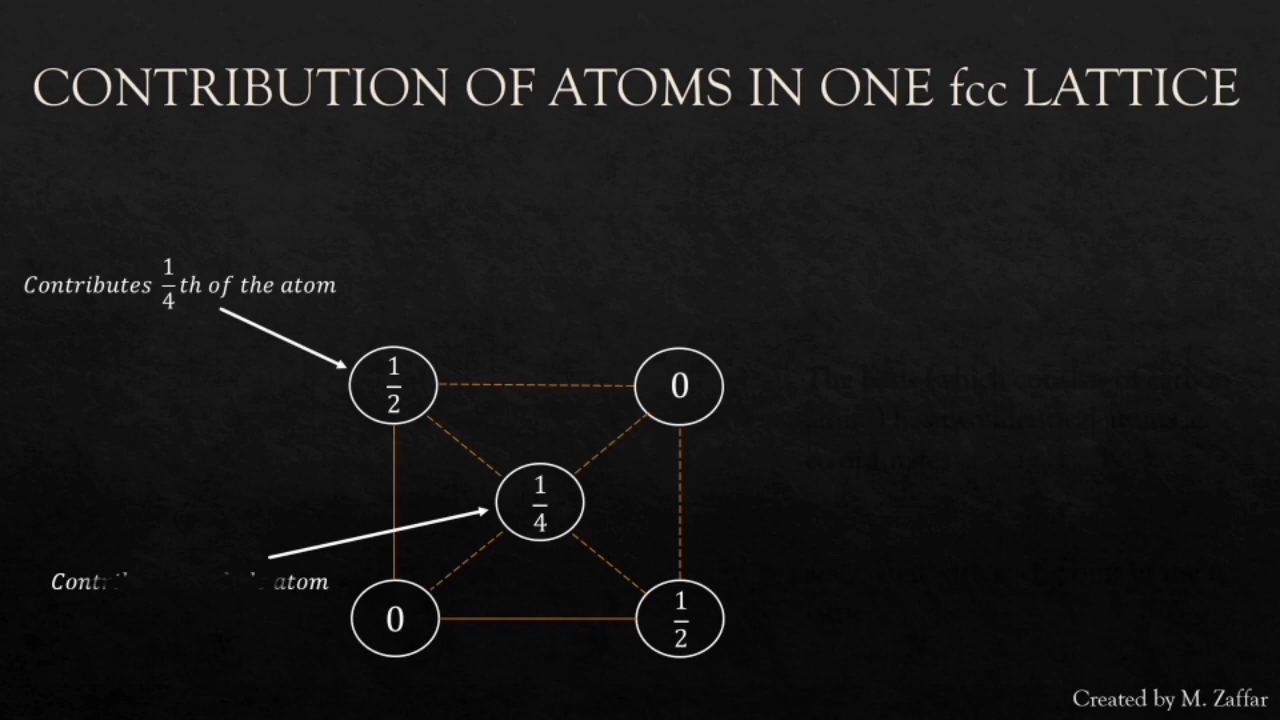 CONTRIBUTION OF ATOMS IN ONE fcc LATTICE
Contributes 1/4 th of the atom
1/2
0
1/4
atom
0
1/2
Created by M. Zaffar